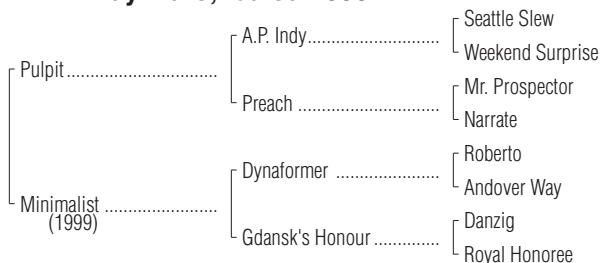 Seattle Slew
A.P. Indy........................................
Weekend Surprise
Pulpit..............................................
Mr. Prospector
Preach ...........................................
Narrate
Roberto
Dynaformer ...............................
Andover Way
Minimalist ..................................
(1999)
Danzig
Gdansk's Honour....................
Royal Honoree